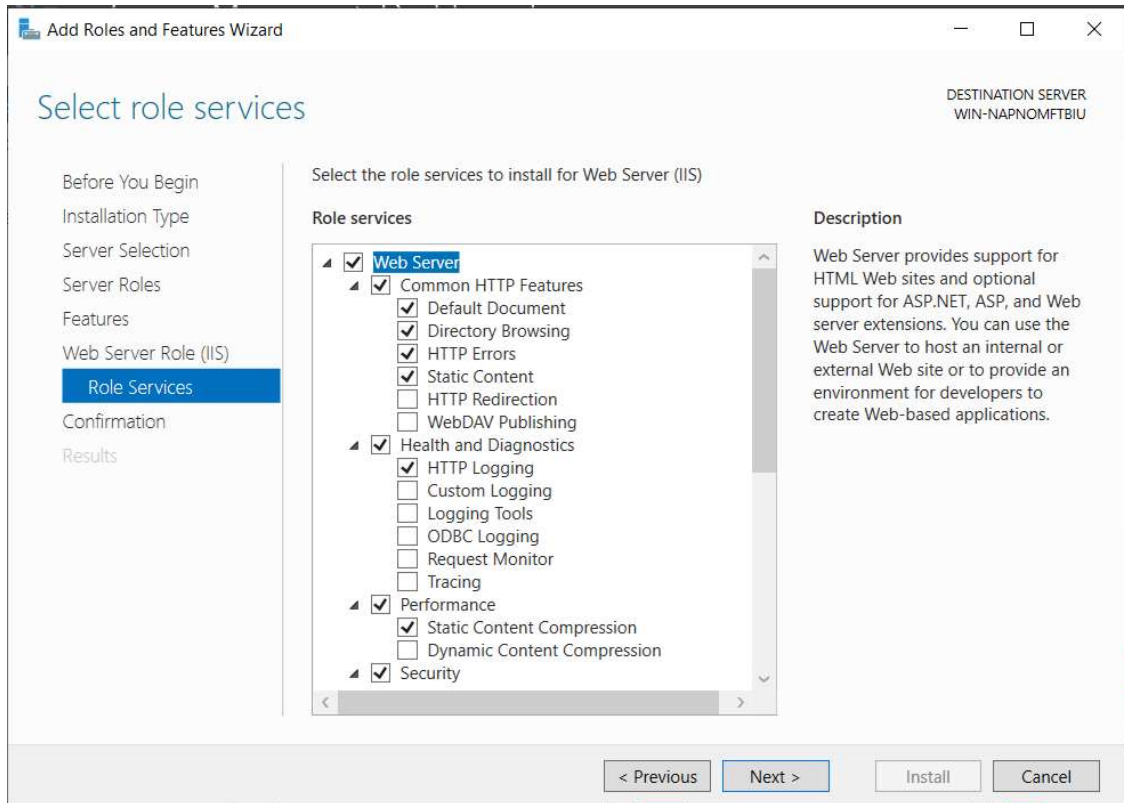 Add Roles and Features Wizard
Select role services
DESTINATION SERVER
WIN-NAPNOMFTBIU
Before You Begin
Installation Type
Server Selection
Server Roles
Features
Web Server Role (IIS)
Role Services
Confirmation
Results
Select the role services to install for Web Server (IIS)
Role services
Web Server
Common HTTP Features
Default Document
Directory Browsing
HTTP Errors
Static Content
HTTP Redirection
WebDAV Publishing
Health and Diagnostics
HTTP Logging
Custom Logging
Logging Tools
ODBC Logging
Request Monitor
Tracing
Performance
Static Content Compression
Dynamic Content Compression
Security
Description
Web Server provides support for
HTML Web sites and optional
support for ASP.NET, ASP, and Web
server extensions. You can use the
Web Server to host an internal or
external Web site or to provide an
environment for developers to
create Web-based applications.
< Previous
Next >
Install
Cancel